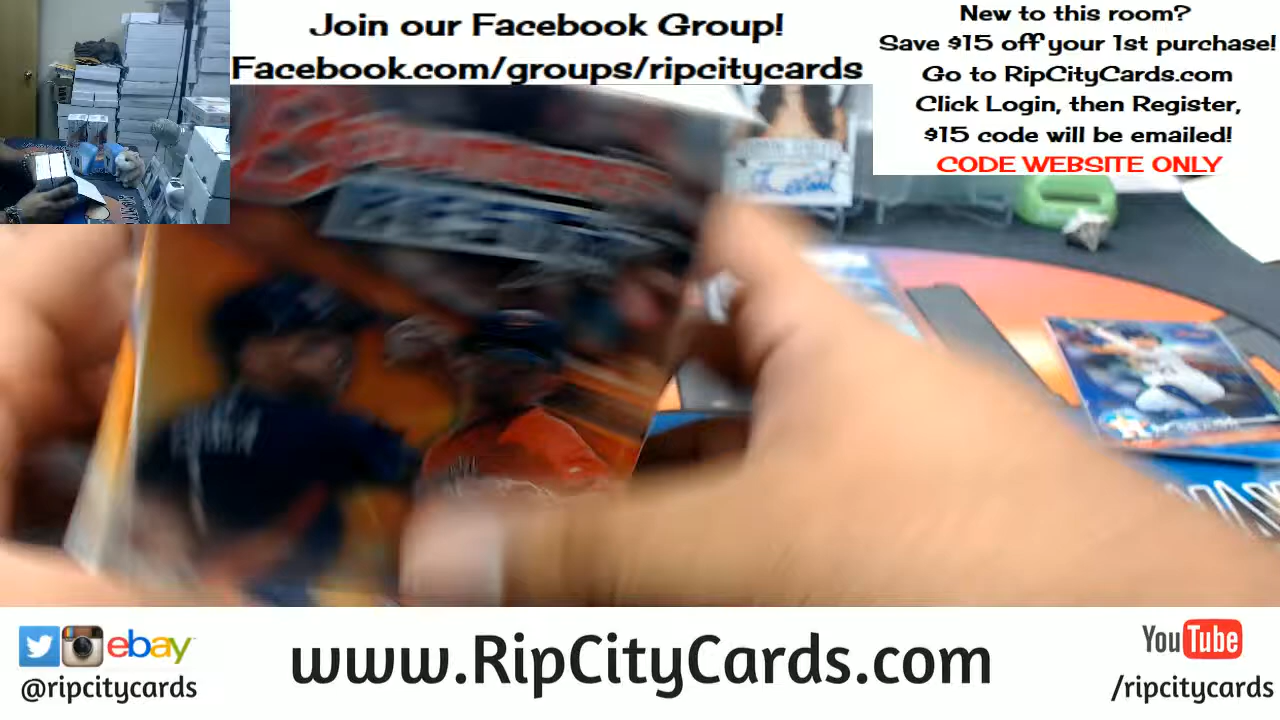 Join our Facebook Group!
Facebook.com/groups/ripcitycards
New to this room?
Save $15 off your 1st purchase!
Go to RipCityCards.com
Click Login, then Register,
$15 code will be emailed!
CODE WEBSITE ONLY
ebay
@ripcitycards
www.RipCityCards.com
YouTube
/ripcitycards